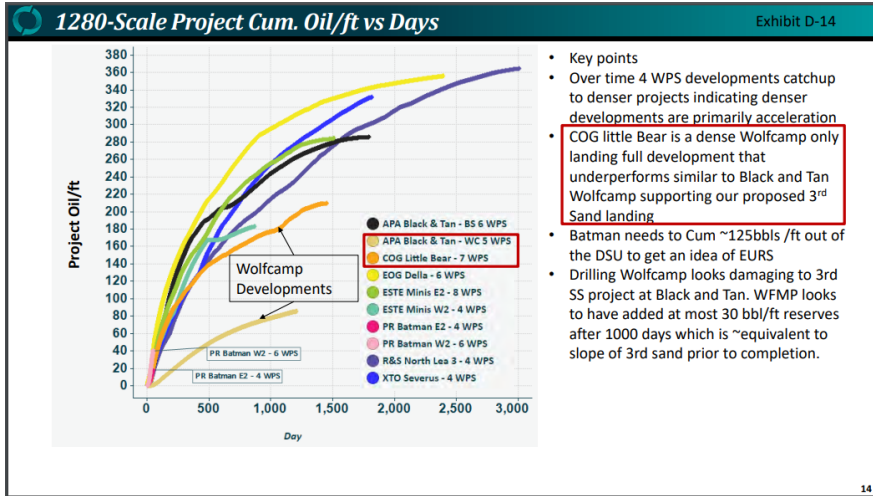 1280-Scale Project Cum. Oil/ft vs Days
Exhibit D-14
Project Oil/ft
380
360
340
320
300
280
260
240
220
200
180
160
140
120
100
80
60
40
20
0
0
500
1,000
1,500
2,000
2,500
3,000
Day
Wolfcamp
Developments
PR Batman W2 - 6 WPS
PR Batman E2 - 4 WPS
APA Black & Tan - BS 6 WPS
APA Black & Tan - WC 5 WPS
COG Little Bear - 7 WPS
EOG Della - 6 WPS
ESTE Minis E2 - 8 WPS
ESTE Minis W2 - 4 WPS
PR Batman E2 - 4 WPS
PR Batman W2 - 6 WPS
R&S North Lea 3 - 4 WPS
XTO Severus - 4 WPS
• Key points
• Over time 4 WPS developments catchup
to denser projects indicating denser
developments are primarily acceleration
• COG little Bear is a dense Wolfcamp only
landing full development that
underperforms similar to Black and Tan
Wolfcamp supporting our proposed 3rd
Sand landing
• Batman needs to Cum ~125bbls /ft out of
the DSU to get an idea of EURS
• Drilling Wolfcamp looks damaging to 3rd
SS project at Black and Tan. WFMP looks
to have added at most 30 bbl/ft reserves
after 1000 days which is ~equivalent to
slope of 3rd sand prior to completion.
14